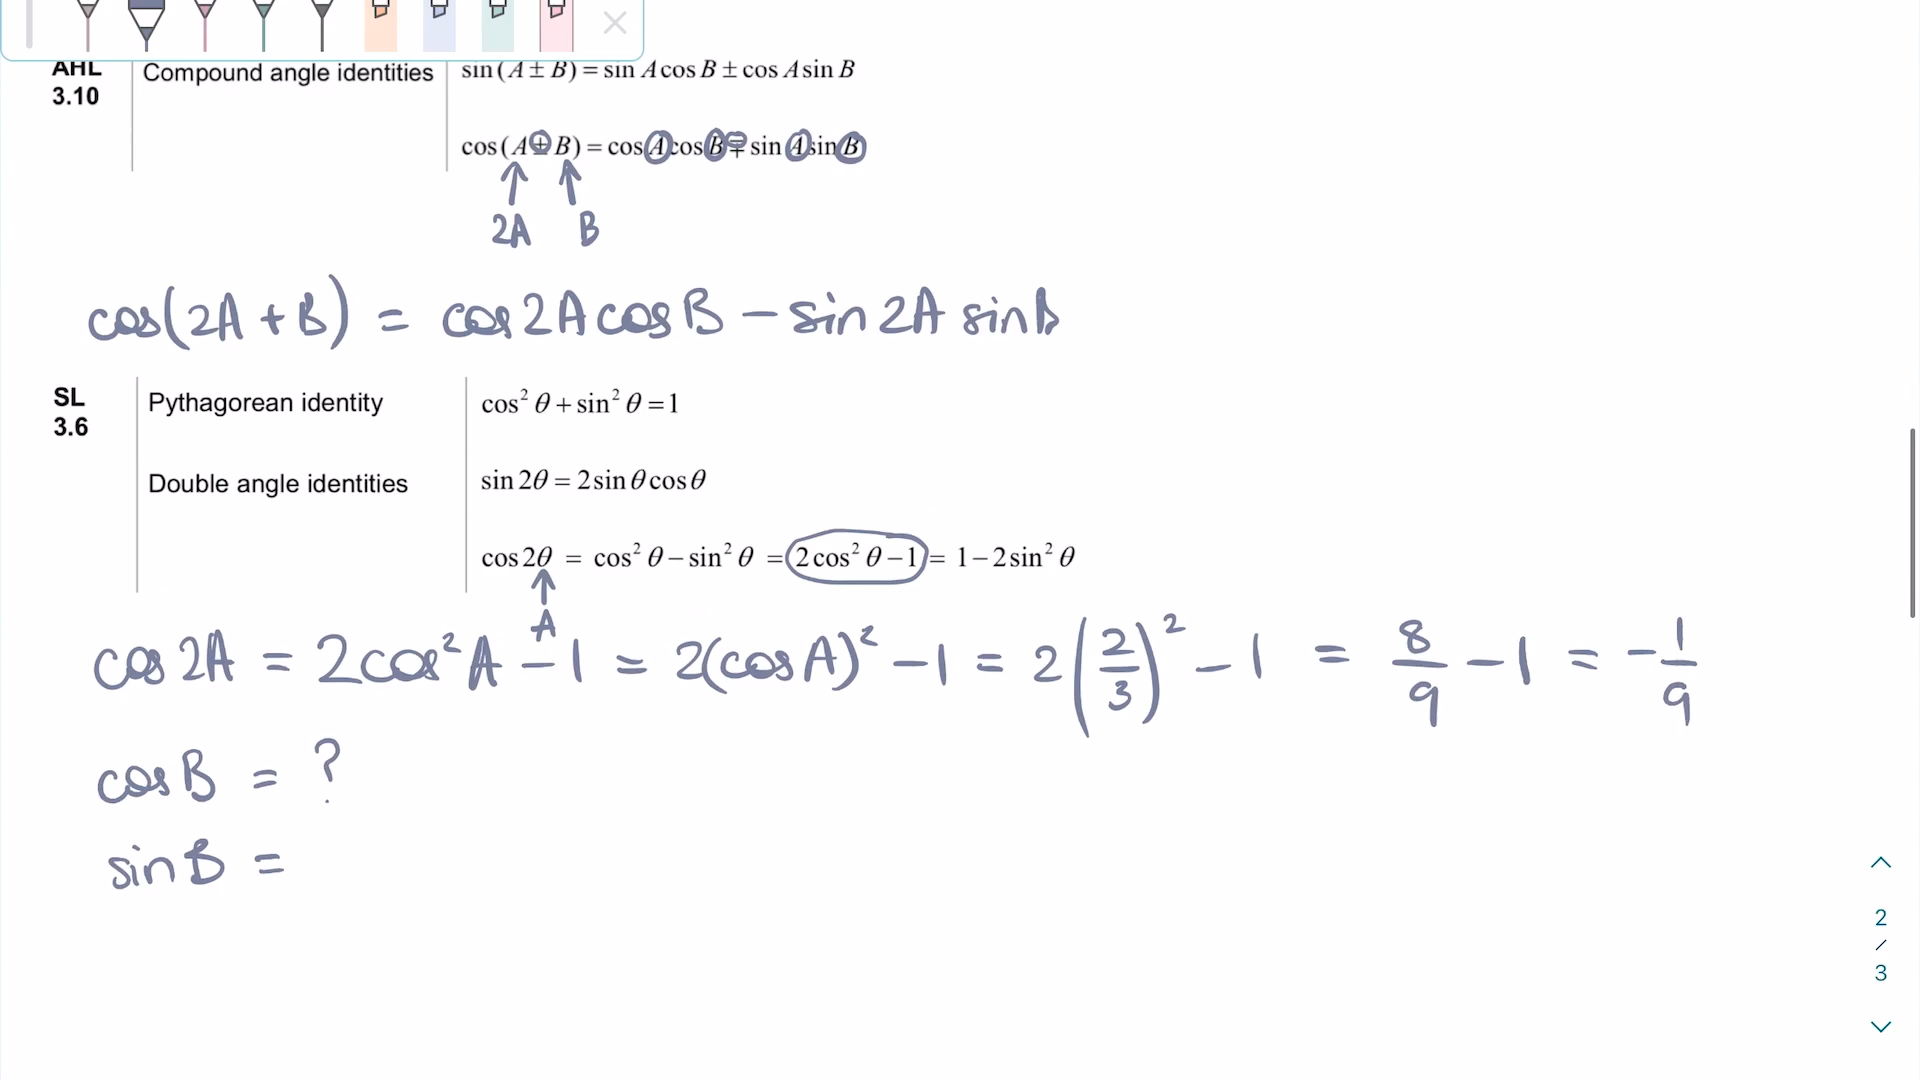 AHL Compound angle identities sin (A ± B) = sin A cos B ± cos A sin B
3.10
cos (A ± B) = cos A cos B ∓ sin A sin B
2A B
cos(2A + B) = cos 2A cos B − sin 2A sin B
SL Pythagorean identity cos² θ + sin² θ = 1
3.6
Double angle identities sin 2θ = 2 sin θ cos θ
cos 2θ = cos² θ − sin² θ = 2 cos² θ − 1 = 1 − 2 sin² θ
A
cos 2A = 2cos² A − 1 = 2(cos A)² − 1 = 2(2/3)² − 1 = 8/9 − 1 = −1/9
cos B = ?
sin B =
2
/
3